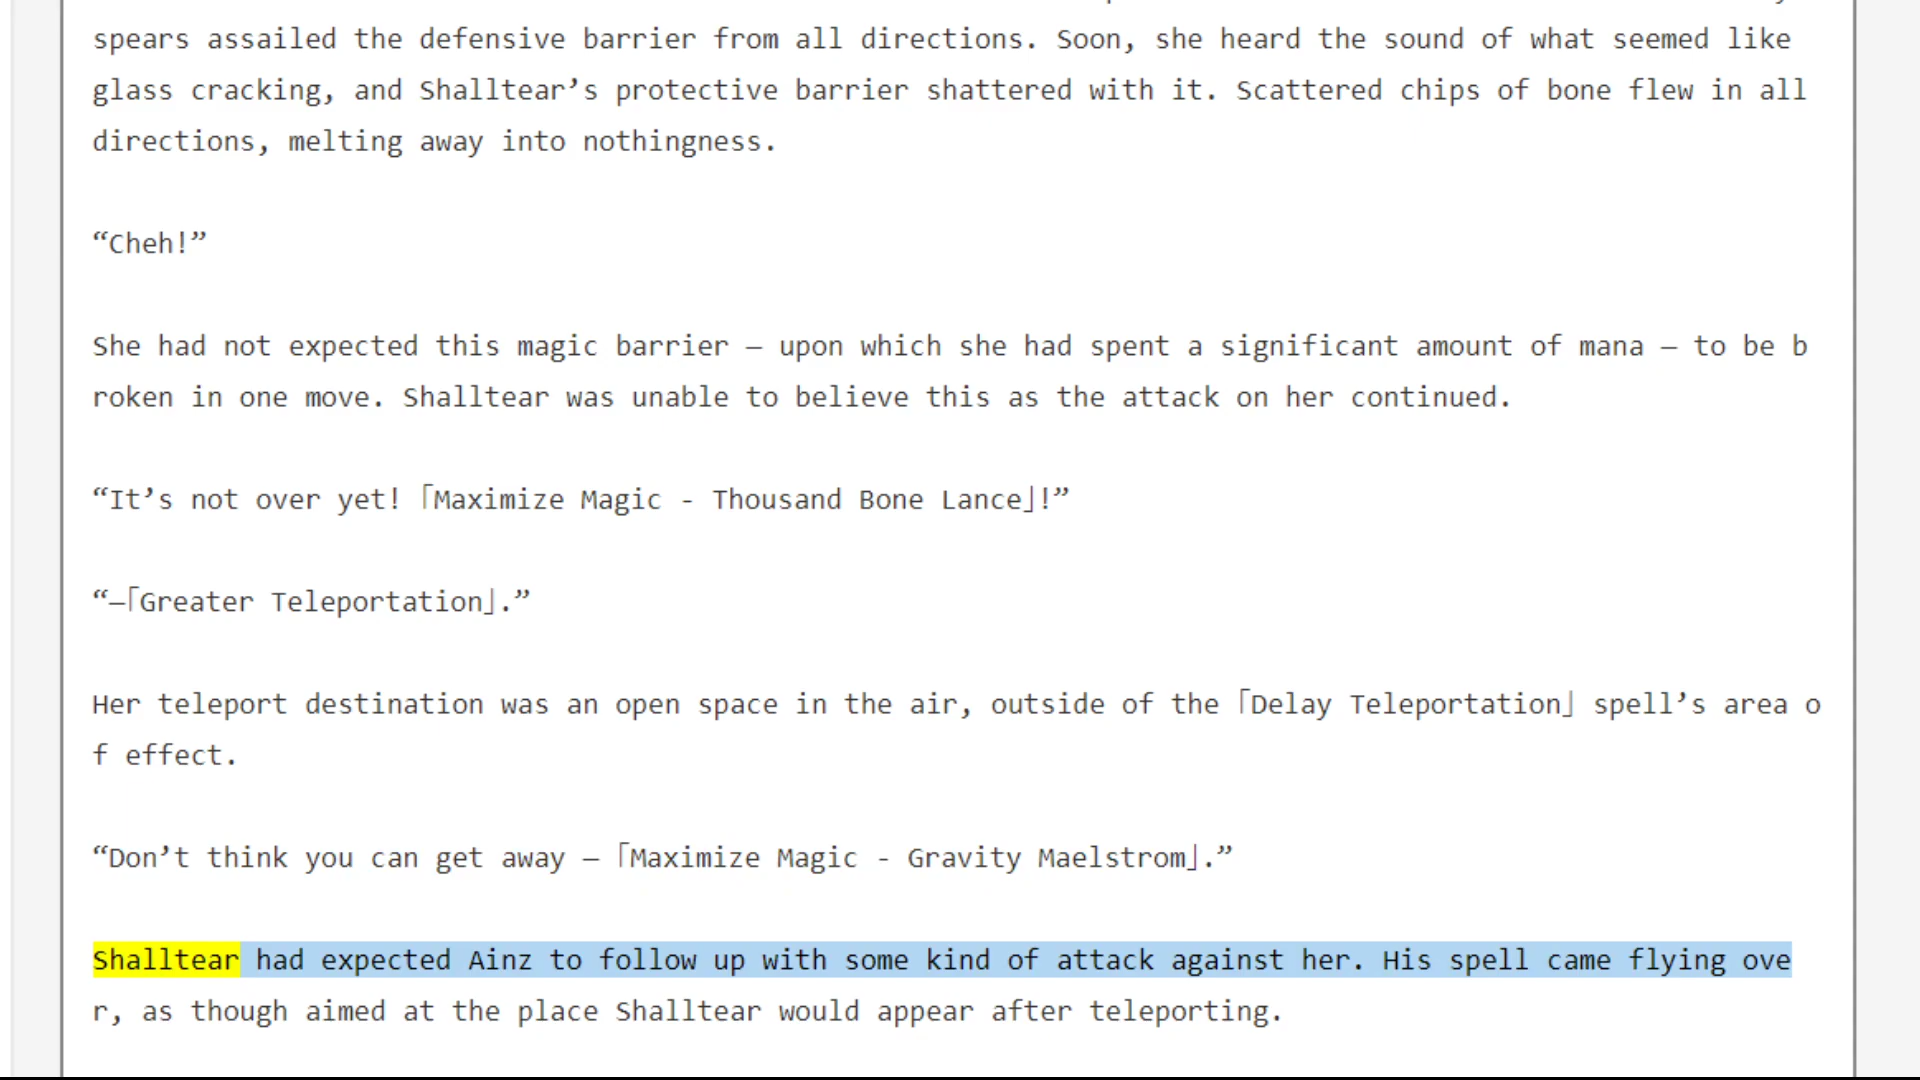 spears assailed the defensive barrier from all directions. Soon, she heard the sound of what seemed like
glass cracking, and Shalltear’s protective barrier shattered with it. Scattered chips of bone flew in all
directions, melting away into nothingness.
“Cheh!”
She had not expected this magic barrier — upon which she had spent a significant amount of mana — to be b
roken in one move. Shalltear was unable to believe this as the attack on her continued.
“It’s not over yet! 「Maximize Magic - Thousand Bone Lance」!”
“—「Greater Teleportation」.”
Her teleport destination was an open space in the air, outside of the 「Delay Teleportation」 spell’s area o
f effect.
“Don’t think you can get away — 「Maximize Magic - Gravity Maelstrom」.”
Shalltear had expected Ainz to follow up with some kind of attack against her. His spell came flying ove
r, as though aimed at the place Shalltear would appear after teleporting.